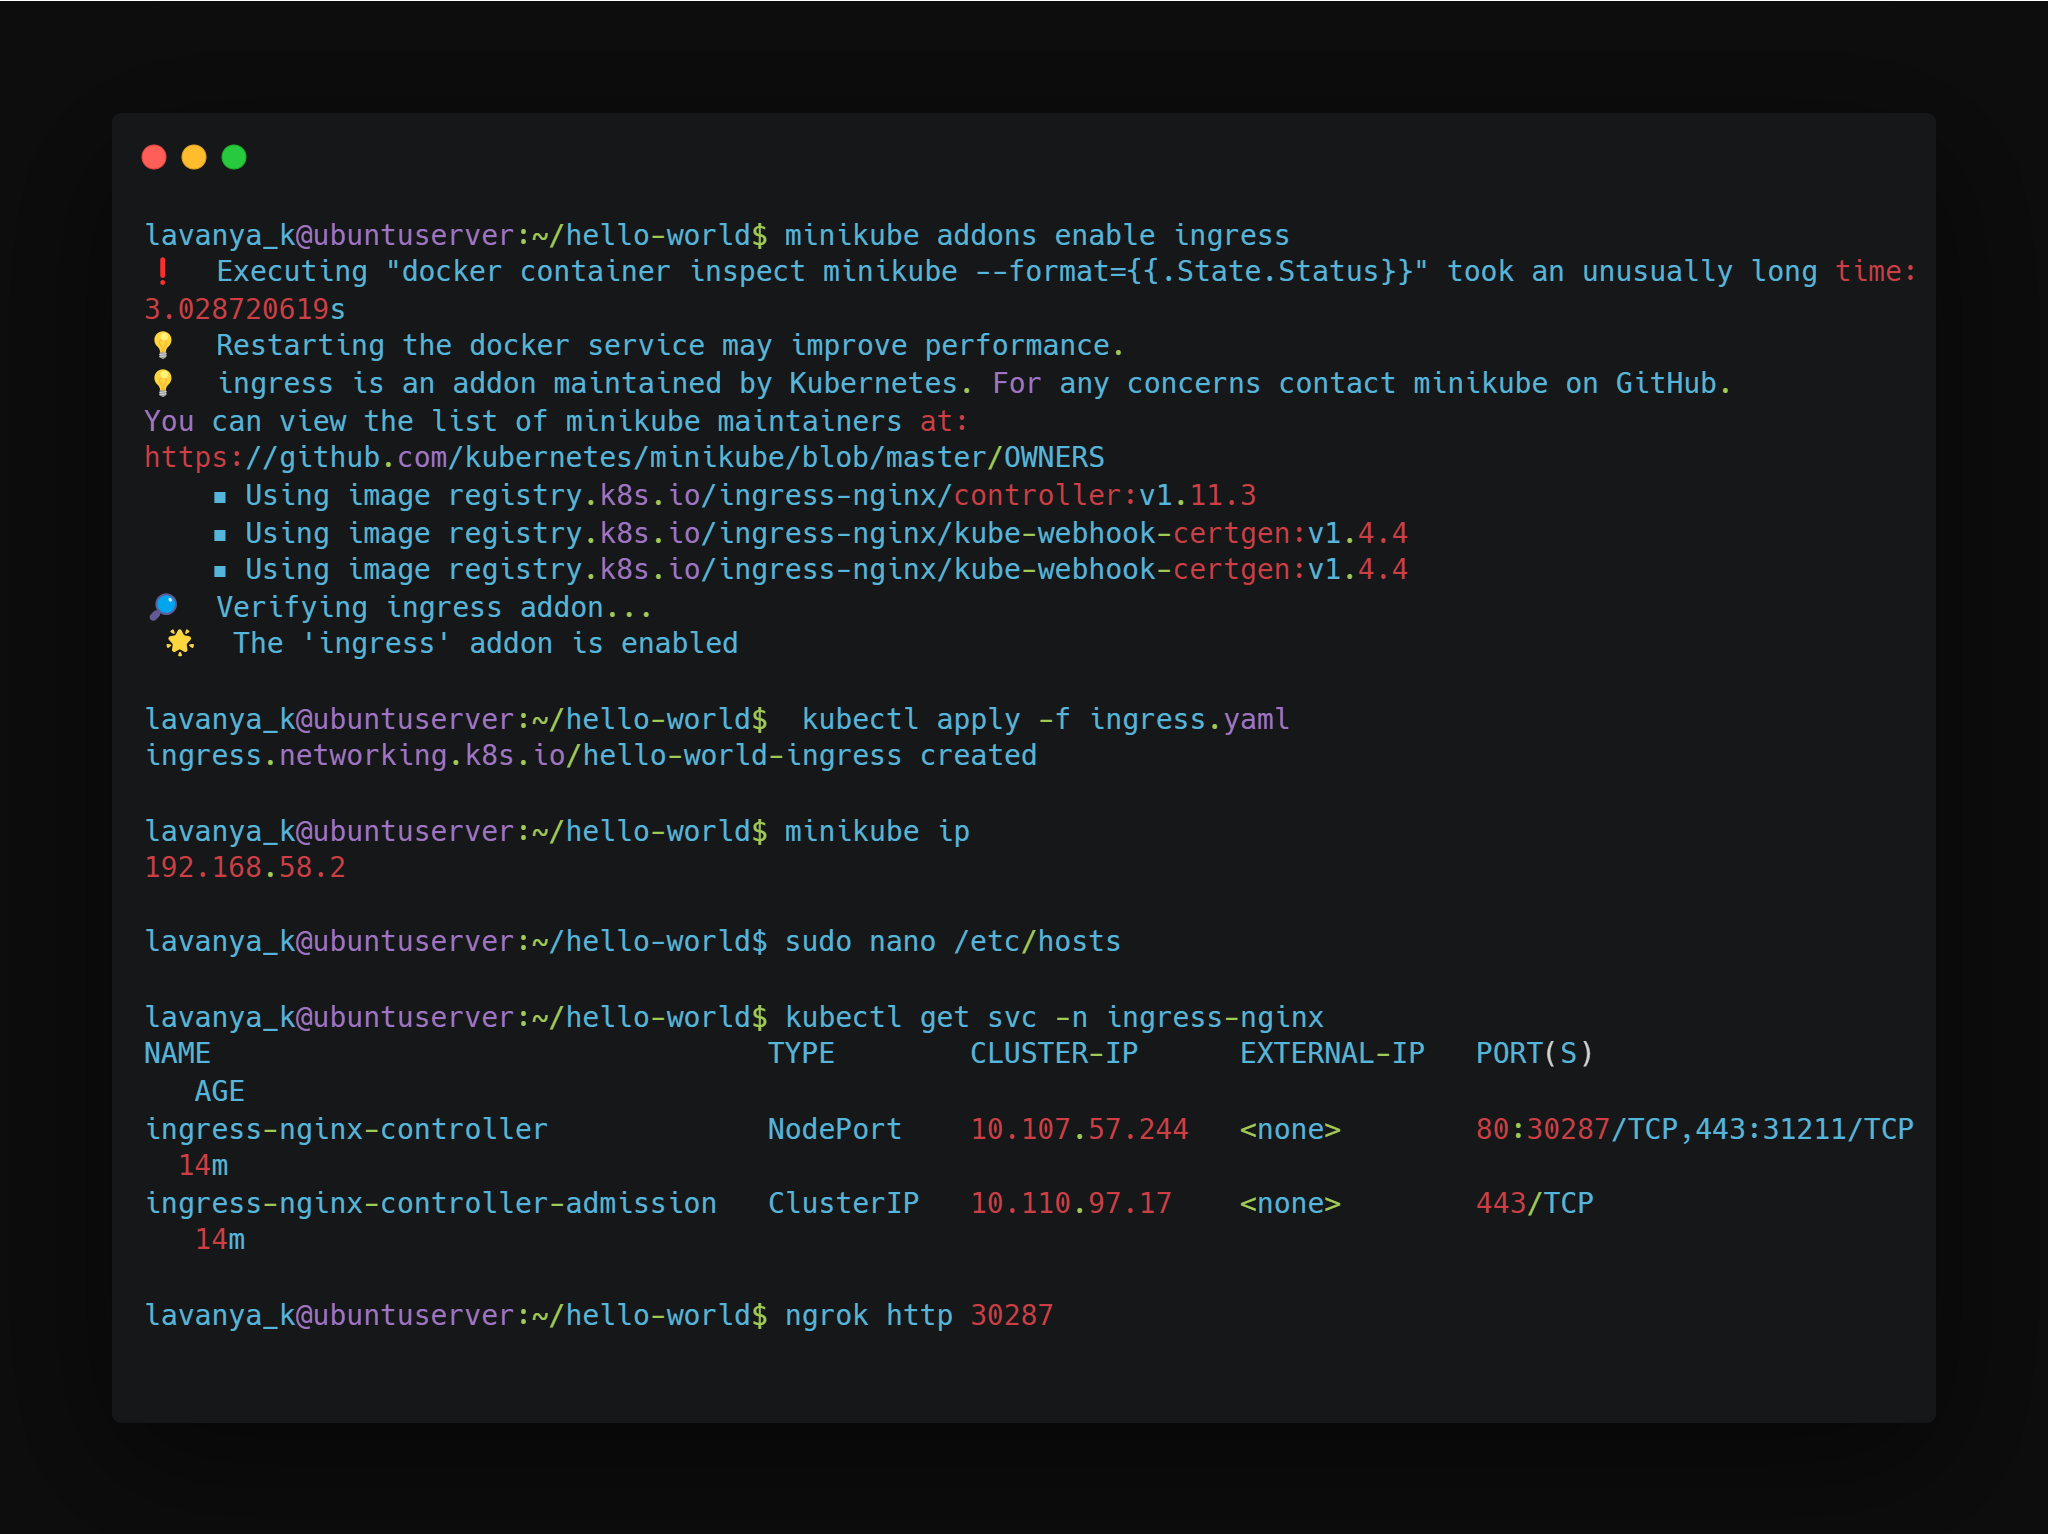 lavanya_k@ubuntuserver:~/hello-world$ minikube addons enable ingress
❗  Executing "docker container inspect minikube --format={{.State.Status}}" took an unusually long time:
3.028720619s
💡  Restarting the docker service may improve performance.
💡  ingress is an addon maintained by Kubernetes. For any concerns contact minikube on GitHub.
You can view the list of minikube maintainers at:
https://github.com/kubernetes/minikube/blob/master/OWNERS
    ▪ Using image registry.k8s.io/ingress-nginx/controller:v1.11.3
    ▪ Using image registry.k8s.io/ingress-nginx/kube-webhook-certgen:v1.4.4
    ▪ Using image registry.k8s.io/ingress-nginx/kube-webhook-certgen:v1.4.4
🔎  Verifying ingress addon...
 🌟  The 'ingress' addon is enabled
lavanya_k@ubuntuserver:~/hello-world$  kubectl apply -f ingress.yaml
ingress.networking.k8s.io/hello-world-ingress created
lavanya_k@ubuntuserver:~/hello-world$ minikube ip
192.168.58.2
lavanya_k@ubuntuserver:~/hello-world$ sudo nano /etc/hosts
lavanya_k@ubuntuserver:~/hello-world$ kubectl get svc -n ingress-nginx
NAME                                 TYPE        CLUSTER-IP      EXTERNAL-IP   PORT(S)
   AGE
ingress-nginx-controller             NodePort    10.107.57.244   <none>        80:30287/TCP,443:31211/TCP
  14m
ingress-nginx-controller-admission   ClusterIP   10.110.97.17    <none>        443/TCP
   14m
lavanya_k@ubuntuserver:~/hello-world$ ngrok http 30287